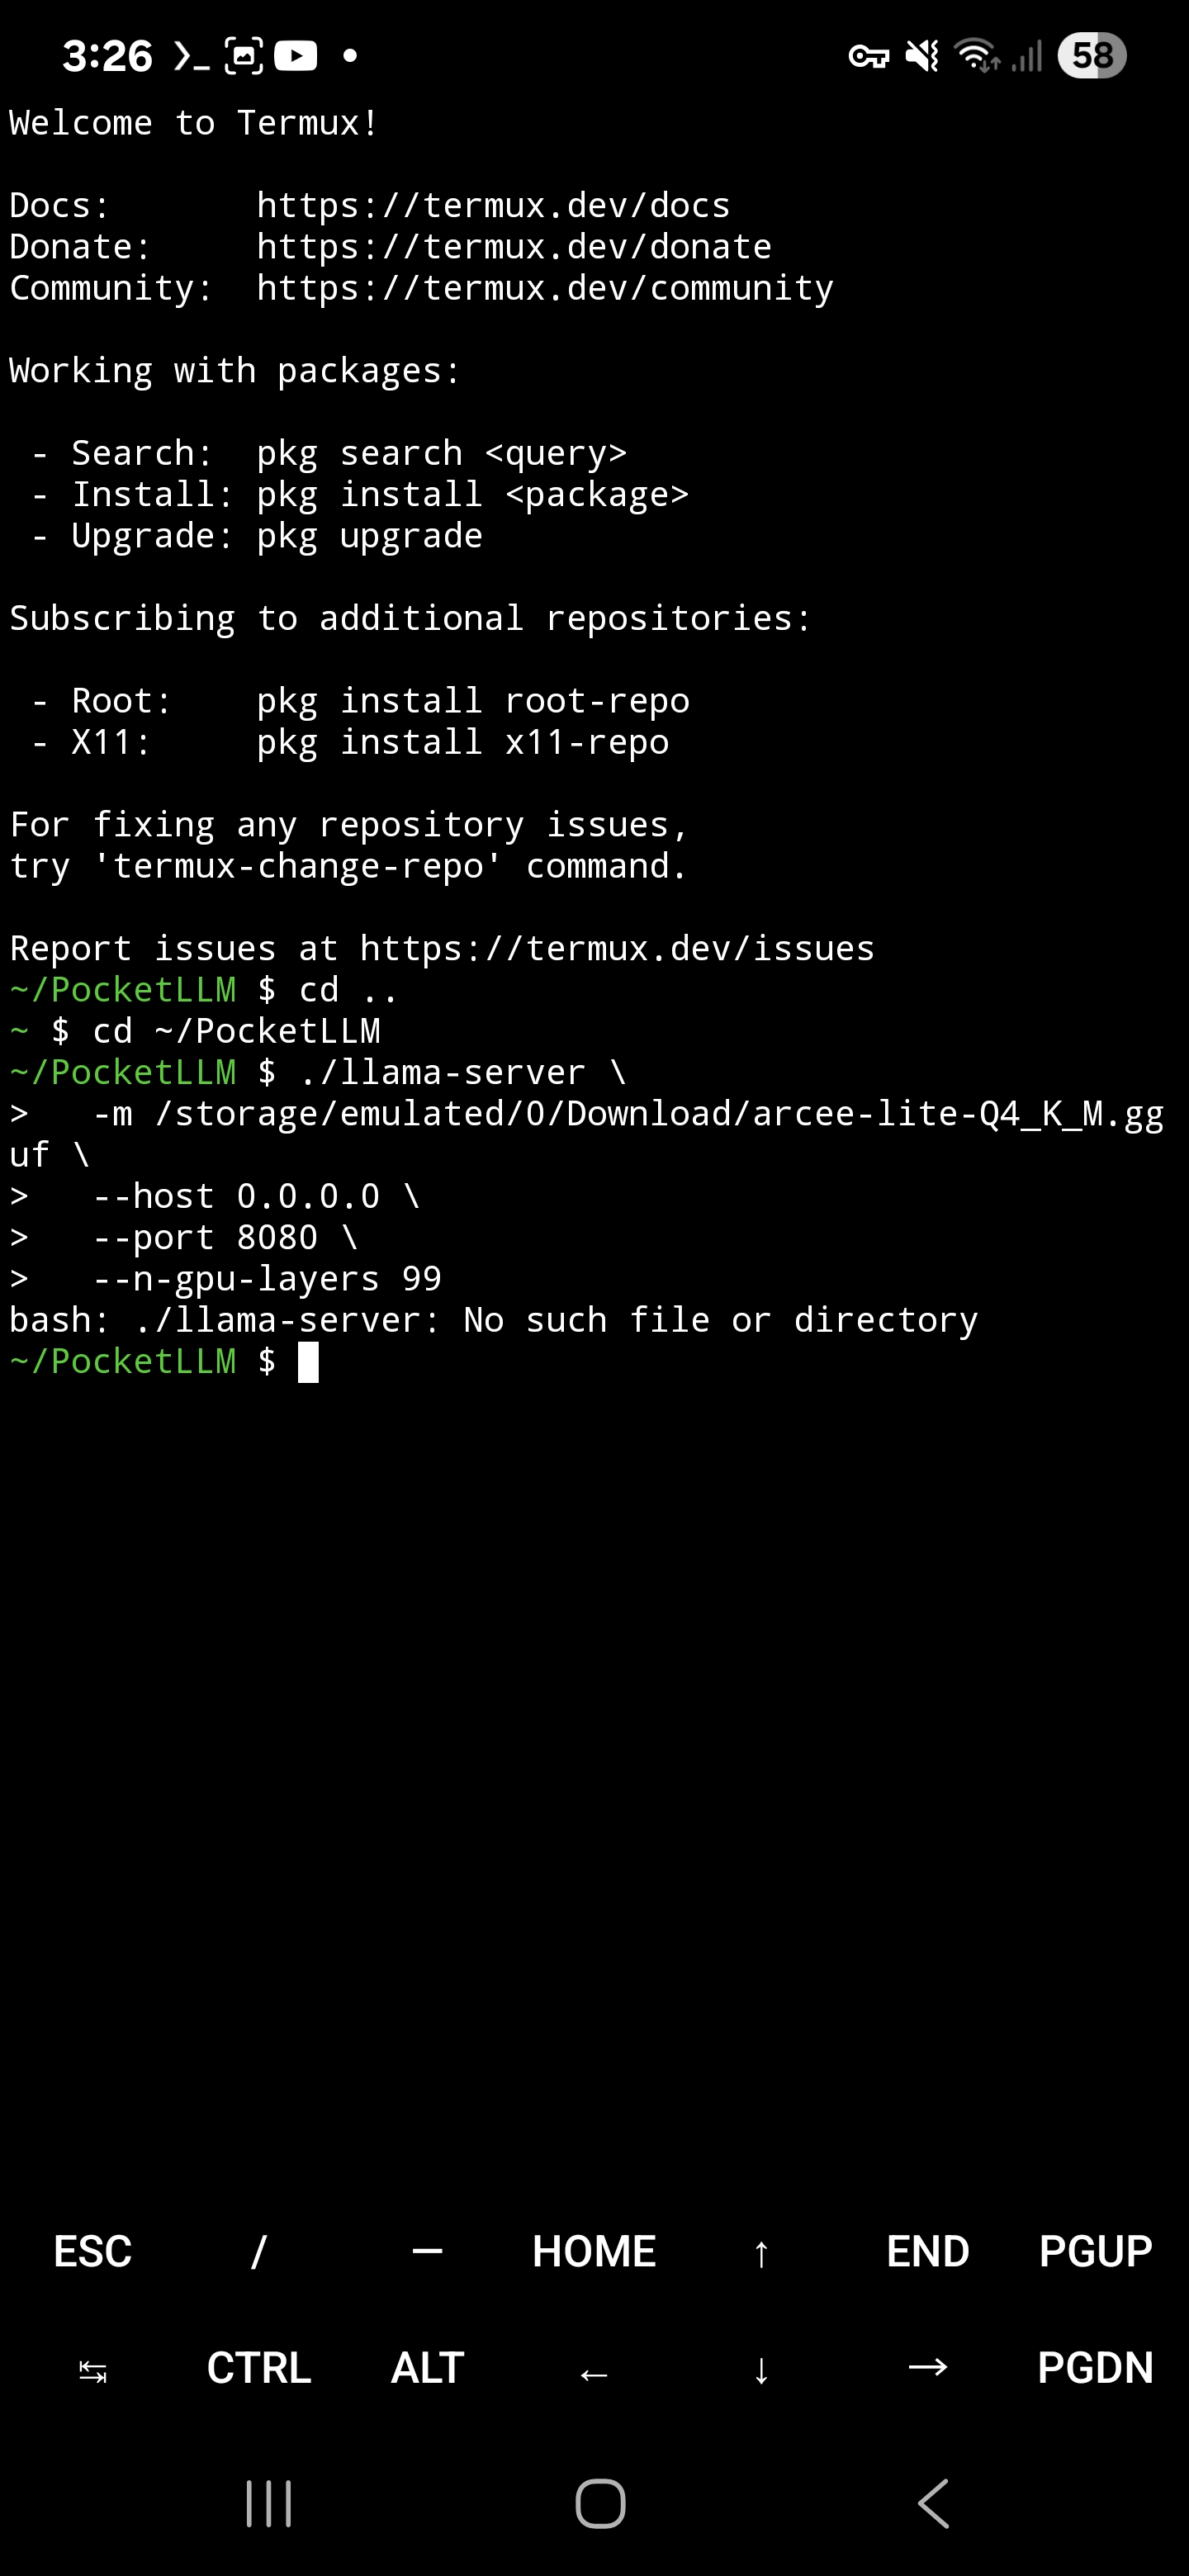 3:26
58
Welcome to Termux!
Docs:       https://termux.dev/docs
Donate:     https://termux.dev/donate
Community:  https://termux.dev/community
Working with packages:
 - Search:  pkg search <query>
 - Install: pkg install <package>
 - Upgrade: pkg upgrade
Subscribing to additional repositories:
 - Root:    pkg install root-repo
 - X11:     pkg install x11-repo
For fixing any repository issues,
try 'termux-change-repo' command.
Report issues at https://termux.dev/issues
~/PocketLLM $ cd ..
~ $ cd ~/PocketLLM
~/PocketLLM $ ./llama-server \
>   -m /storage/emulated/0/Download/arcee-lite-Q4_K_M.gg
uf \
>   --host 0.0.0.0 \
>   --port 8080 \
>   --n-gpu-layers 99
bash: ./llama-server: No such file or directory
~/PocketLLM $
ESC / — HOME ↑ END PGUP
↹ CTRL ALT ← ↓ → PGDN